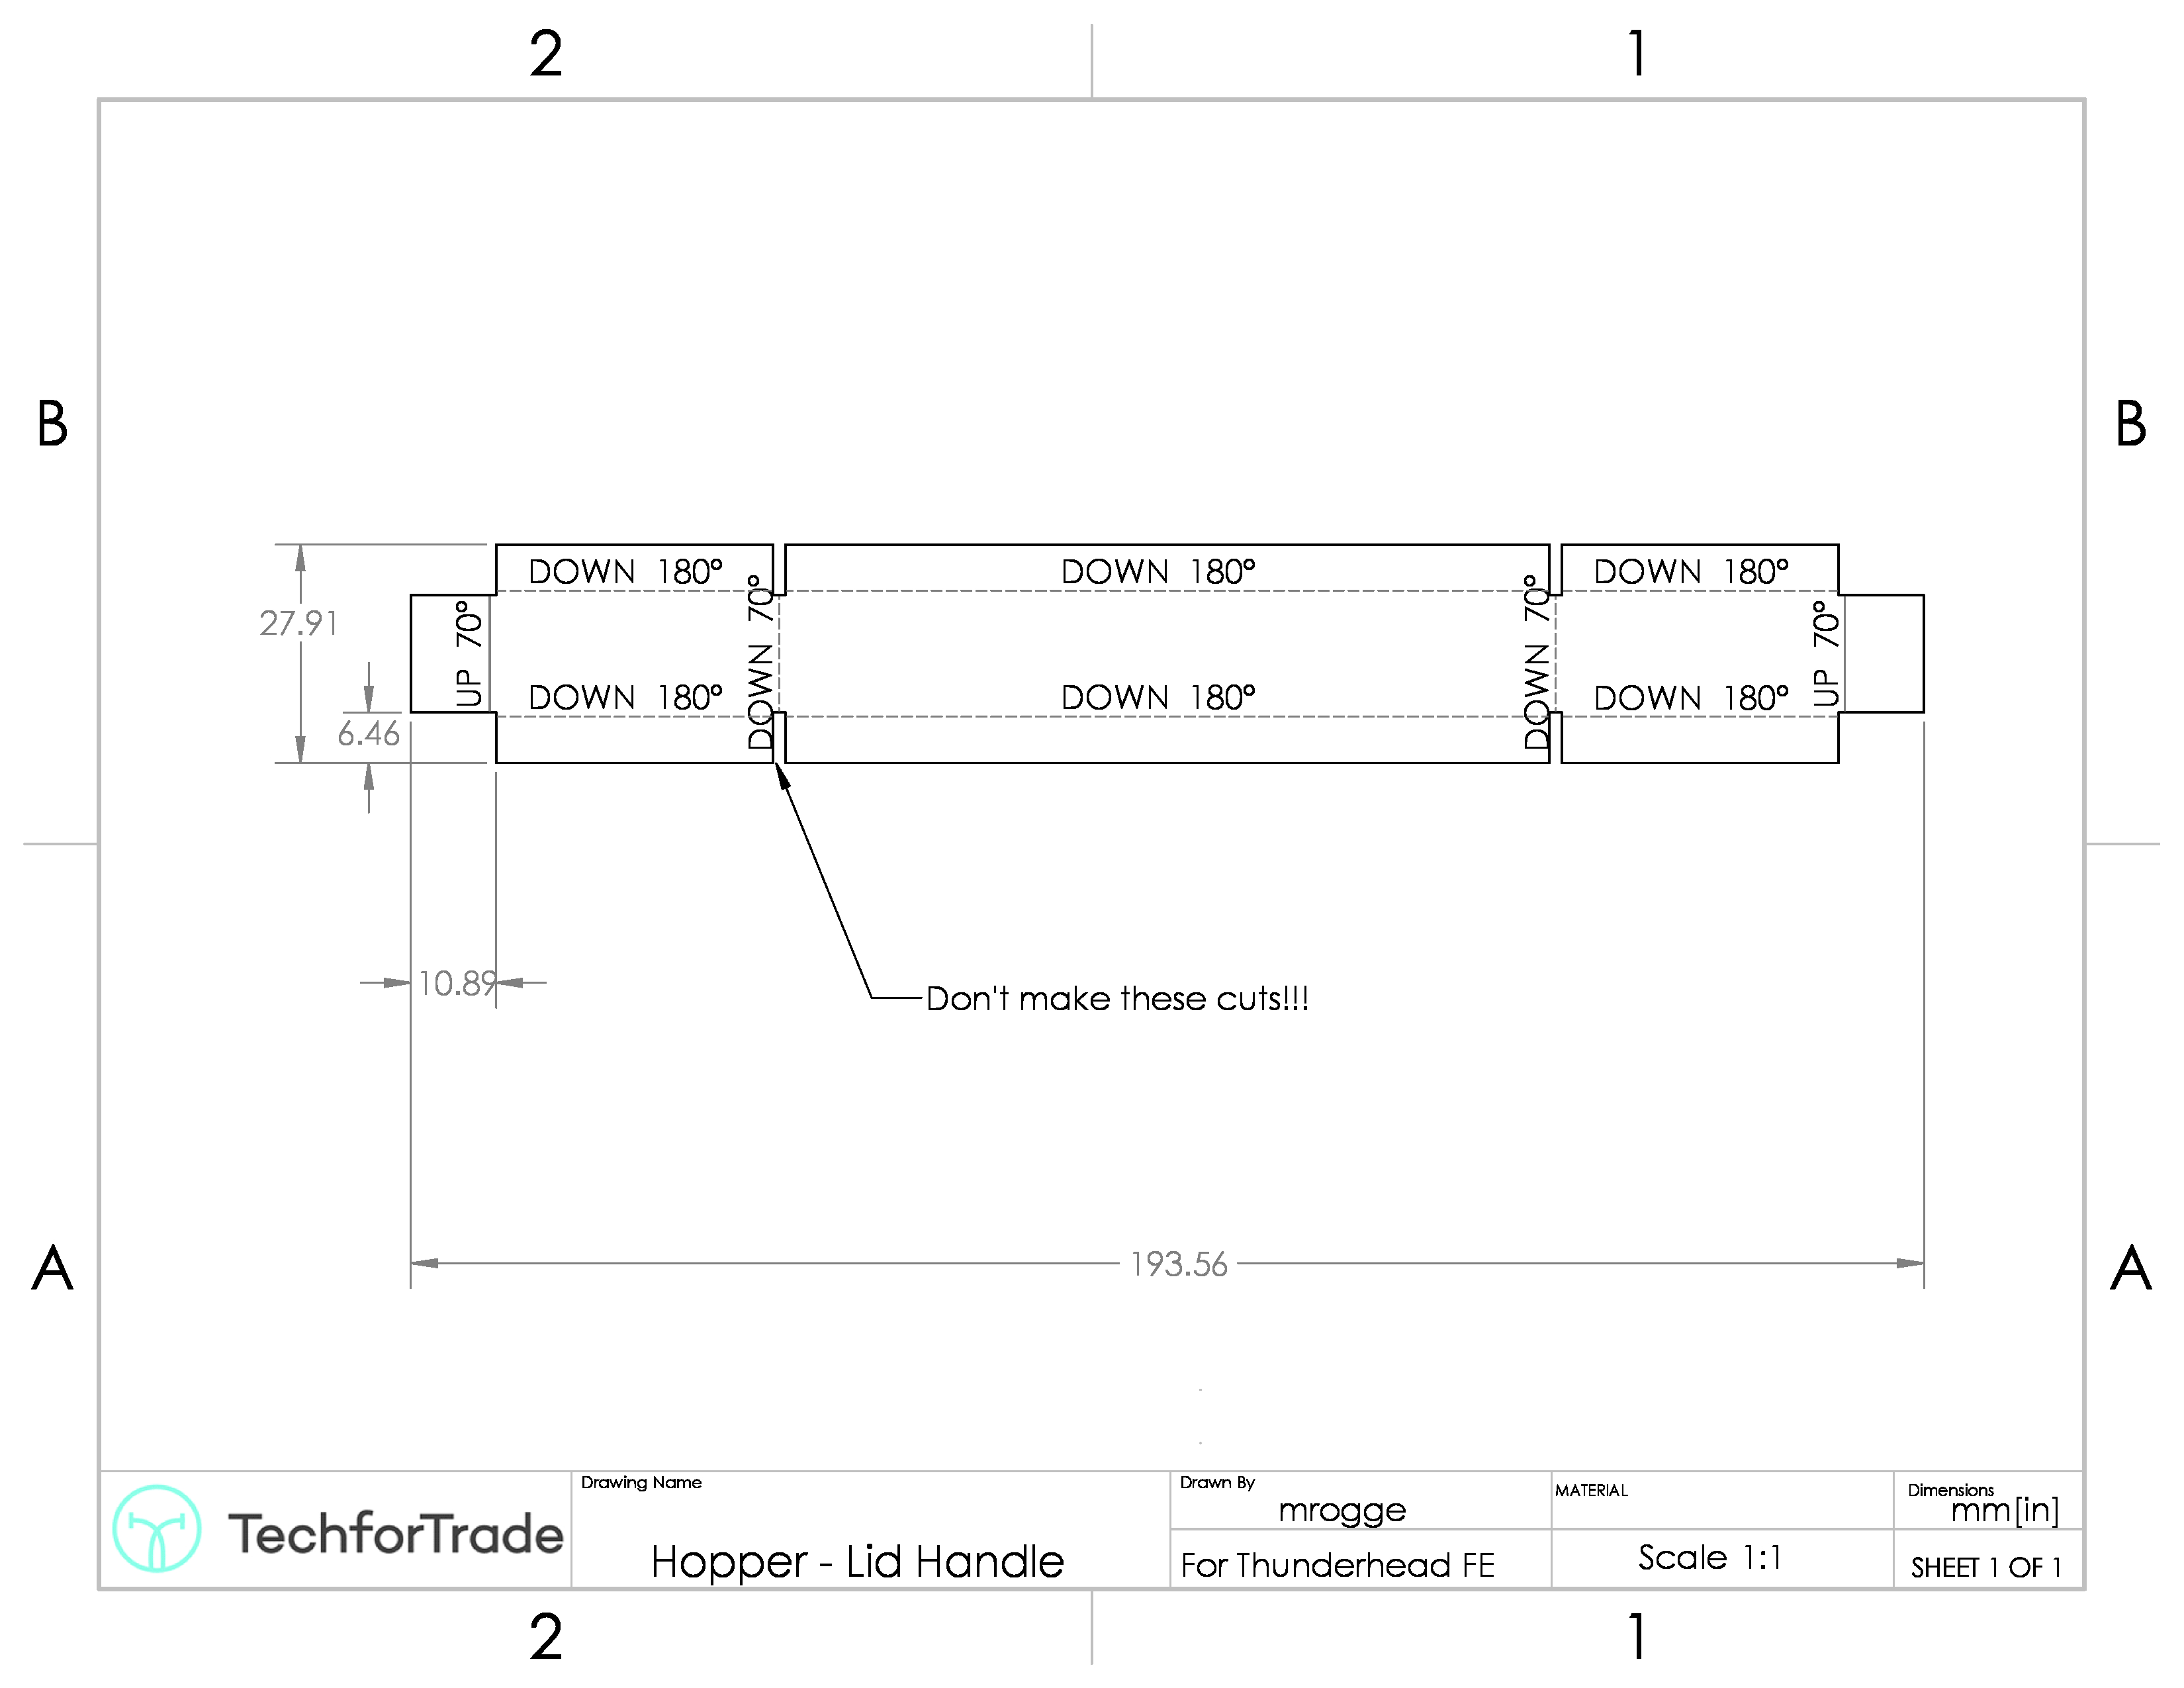 2 1
B B
DOWN 180° DOWN 180° DOWN 180°
27.91
UP 70°
DOWN 70°
DOWN 70°
UP 70°
DOWN 180° DOWN 180° DOWN 180°
6.46
10.89
Don't make these cuts!!!
193.56
A A
TechforTrade
Drawing Name
Hopper - Lid Handle
Drawn By
mrogge
For Thunderhead FE
MATERIAL
Scale 1:1
Dimensions
mm[in]
SHEET 1 OF 1
2 1